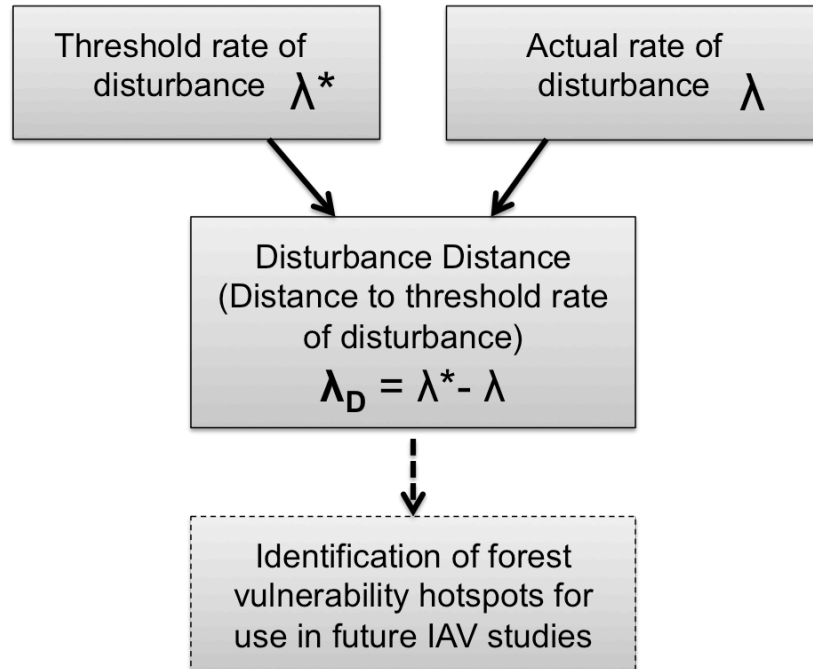 Threshold rate of
disturbance λ*
Actual rate of
disturbance λ
Disturbance Distance
(Distance to threshold rate
of disturbance)
λD = λ*- λ
Identification of forest
vulnerability hotspots for
use in future IAV studies